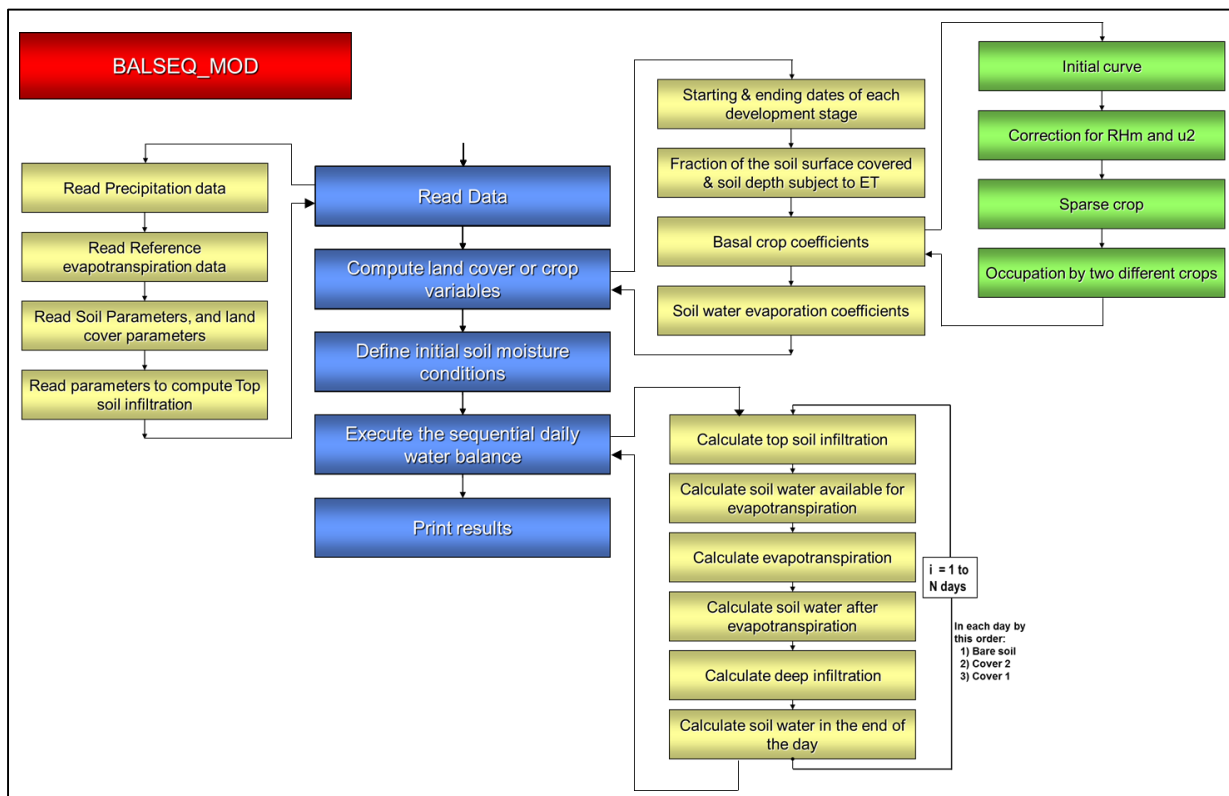 BALSEQ_MOD
Read Precipitation data
Read Reference
evapotranspiration data
Read Soil Parameters, and land
cover parameters
Read parameters to compute Top
soil infiltration
Read Data
Compute land cover or crop
variables
Define initial soil moisture
conditions
Execute the sequential daily
water balance
Print results
Starting & ending dates of each
development stage
Fraction of the soil surface covered
& soil depth subject to ET
Basal crop coefficients
Soil water evaporation coefficients
Initial curve
Correction for RHm and u2
Sparse crop
Occupation by two different crops
Calculate top soil infiltration
Calculate soil water available for
evapotranspiration
Calculate evapotranspiration
Calculate soil water after
evapotranspiration
Calculate deep infiltration
Calculate soil water in the end of
the day
i = 1 to
N days
In each day by
this order:
1) Bare soil
2) Cover 2
3) Cover 1